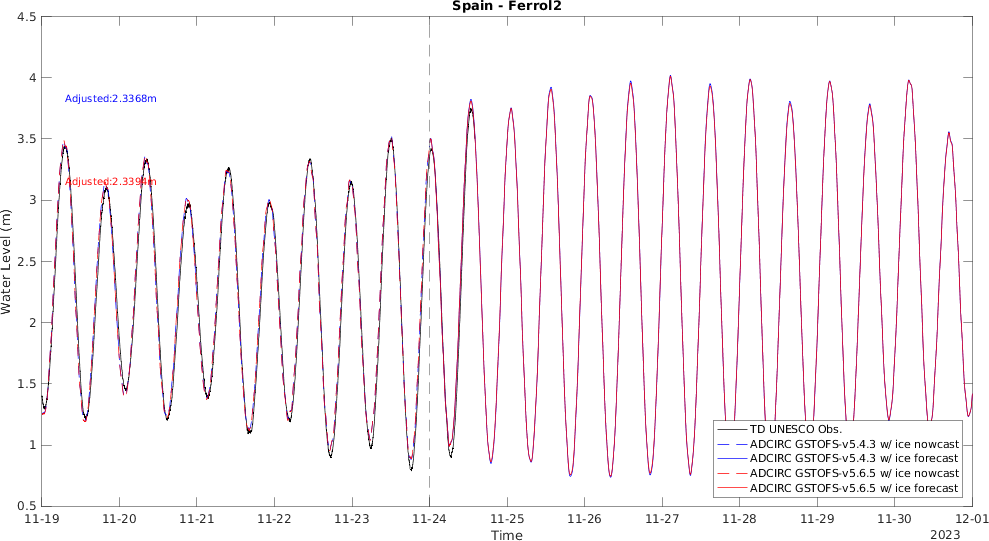 Spain - Ferrol2
4.5
4
3.5
3
2.5
2
1.5
1
0.5
Water Level (m)
Adjusted:2.3368m
Adjusted:2.3394m
TD UNESCO Obs.
ADCIRC GSTOFS-v5.4.3 w/ ice nowcast
ADCIRC GSTOFS-v5.4.3 w/ ice forecast
ADCIRC GSTOFS-v5.6.5 w/ ice nowcast
ADCIRC GSTOFS-v5.6.5 w/ ice forecast
11-19 11-20 11-21 11-22 11-23 11-24 11-25 11-26 11-27 11-28 11-29 11-30 12-01
Time
2023